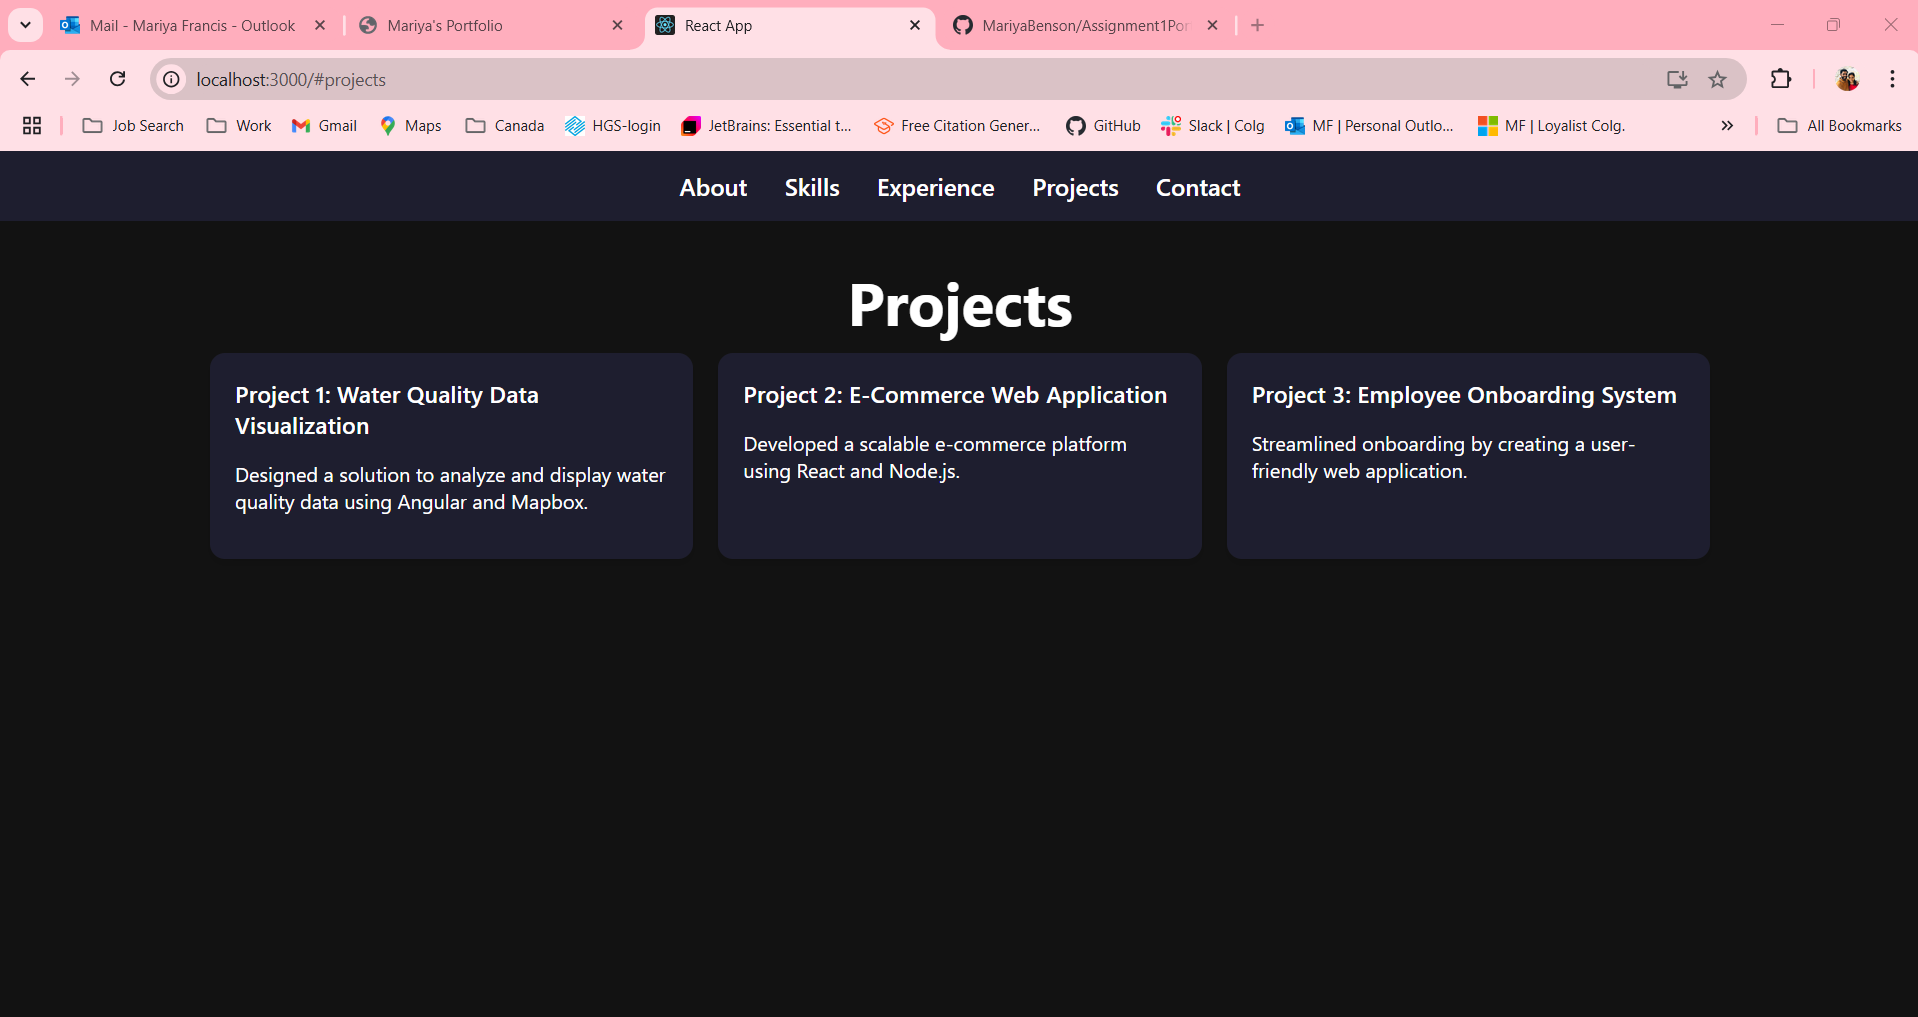 Mail - Mariya Francis - Outlook
Mariya's Portfolio
React App
MariyaBenson/Assignment1Por
localhost:3000/#projects
Job Search
Work
Gmail
Maps
Canada
HGS-login
JetBrains: Essential t...
Free Citation Gener...
GitHub
Slack | Colg
MF | Personal Outlo...
MF | Loyalist Colg.
All Bookmarks
About Skills Experience Projects Contact
Projects
Project 1: Water Quality Data
Visualization
Designed a solution to analyze and display water
quality data using Angular and Mapbox.
Project 2: E-Commerce Web Application
Developed a scalable e-commerce platform
using React and Node.js.
Project 3: Employee Onboarding System
Streamlined onboarding by creating a user-
friendly web application.